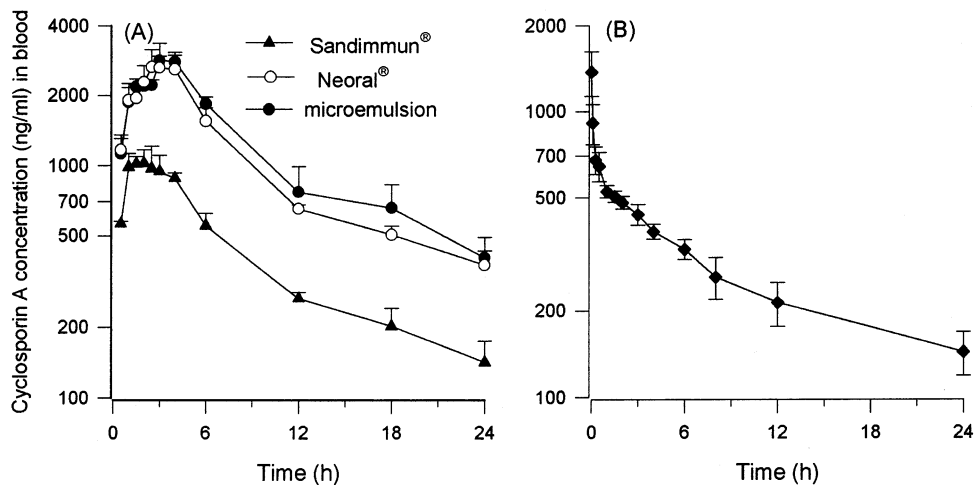 Cyclosporin A concentration (ng/ml) in blood
(A)
4000
2000
1000
700
500
200
100
Sandimmun®
Neoral®
microemulsion
0 6 12 18 24
Time (h)
(B)
2000
1000
700
500
200
100
0 6 12 18 24
Time (h)